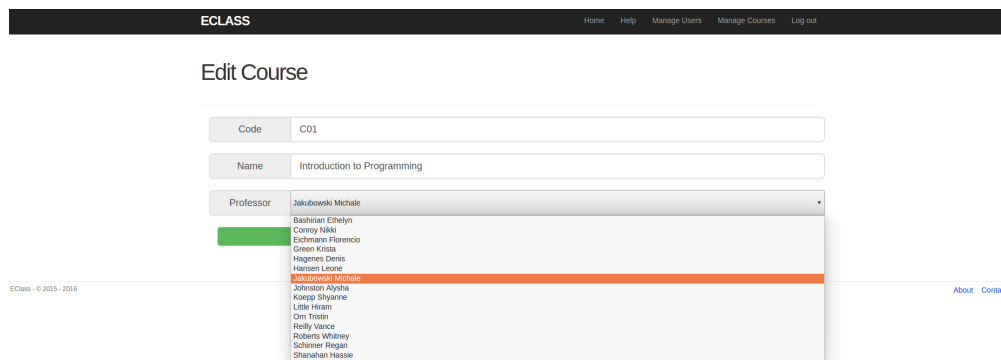 ECLASS Home Help Manage Users Manage Courses Log out
Edit Course
Code C01
Name Introduction to Programming
Professor Jakubowski Michale
Bashirian Ethelyn
Conroy Nikki
Eichmann Florencio
Green Krista
Hagenes Denis
Hansen Leone
Jakubowski Michale
Johnston Alysha
Koepp Shyanne
Little Hiram
Orn Tristin
Reilly Vance
Roberts Whitney
Schinner Regan
Shanahan Hassie
EClass - © 2015 - 2016 About Conta